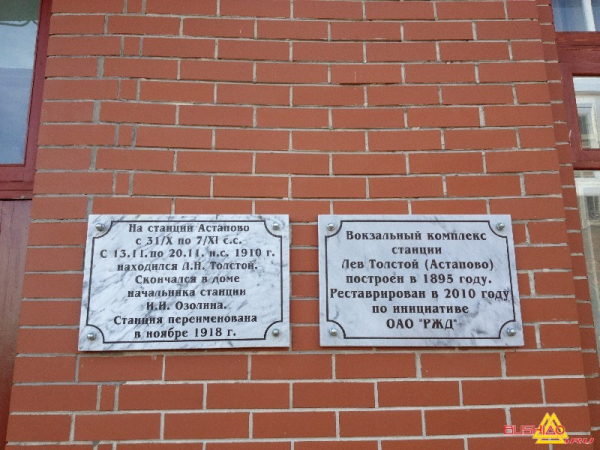 На станции Астапово
с 31/X по 7/XI с.с.
С 13.11. по 20.11. н.с. 1910 г.
находился Л.Н. Толстой.
Скончался в доме
начальника станции
И.И. Озолина.
Станция переименована
в ноябре 1918 г.
Вокзальный комплекс
станции
Лев Толстой (Астапово)
построен в 1895 году.
Реставрирован в 2010 году
по инициативе
ОАО "РЖД"